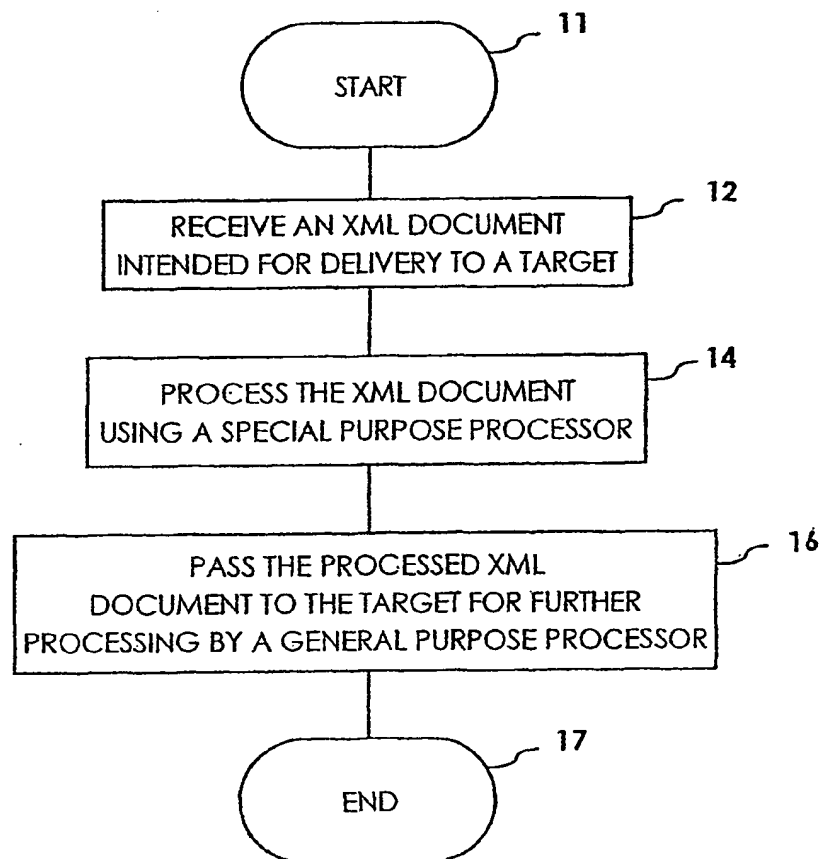 11
START
12
RECEIVE AN XML DOCUMENT
INTENDED FOR DELIVERY TO A TARGET
14
PROCESS THE XML DOCUMENT
USING A SPECIAL PURPOSE PROCESSOR
16
PASS THE PROCESSED XML
DOCUMENT TO THE TARGET FOR FURTHER
PROCESSING BY A GENERAL PURPOSE PROCESSOR
17
END